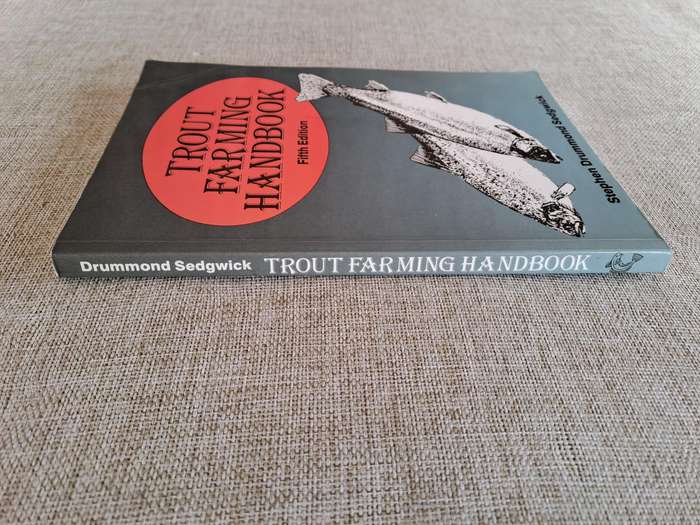 TROUT
FARMING
HANDBOOK
Fifth Edition
Stephen Drummond Sedgwick
Drummond Sedgwick TROUT FARMING HANDBOOK